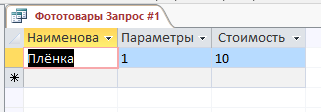 Фототовары Запрос #1
Наименова Параметры Стоимость
Плёнка 1 10